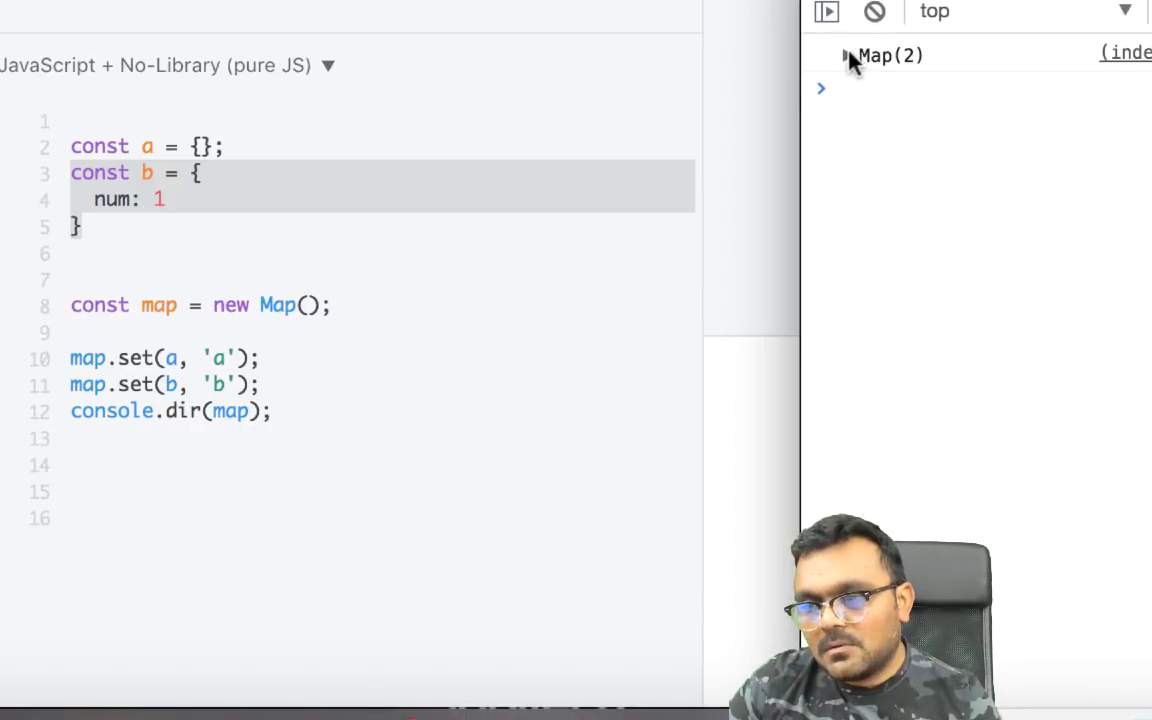 top
JavaScript + No-Library (pure JS)
Map(2)
(inde
1
2 const a = {};
3 const b = {
4 num: 1
5 }
6
7
8 const map = new Map();
9
10 map.set(a, 'a');
11 map.set(b, 'b');
12 console.dir(map);
13
14
15
16